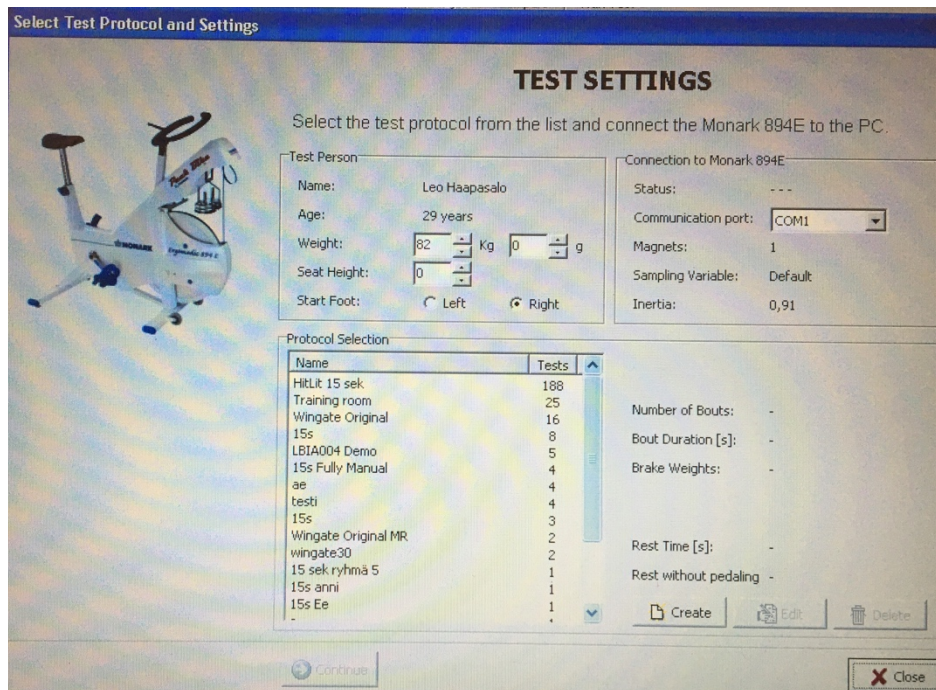 Select Test Protocol and Settings
TEST SETTINGS
Select the test protocol from the list and connect the Monark 894E to the PC.
Test Person
Name: Leo Haapasalo
Age: 29 years
Weight: 82 Kg 0 g
Seat Height: 0
Start Foot: Left Right
Connection to Monark 894E
Status: ---
Communication port: COM1
Magnets: 1
Sampling Variable: Default
Inertia: 0,91
MONARK
Protocol Selection
Name Tests
HitLit 15 sek 188
Training room 25
Wingate Original 16
15s 8
LBIA004 Demo 5
15s Fully Manual 4
ae 4
testi 4
15s 3
Wingate Original MR 2
wingate30 2
15 sek ryhmä 5 1
15s anni 1
15s Ee 1
Number of Bouts: -
Bout Duration [s]: -
Brake Weights: -
Rest Time [s]: -
Rest without pedaling -
Create Edit Delete
Continue
Close